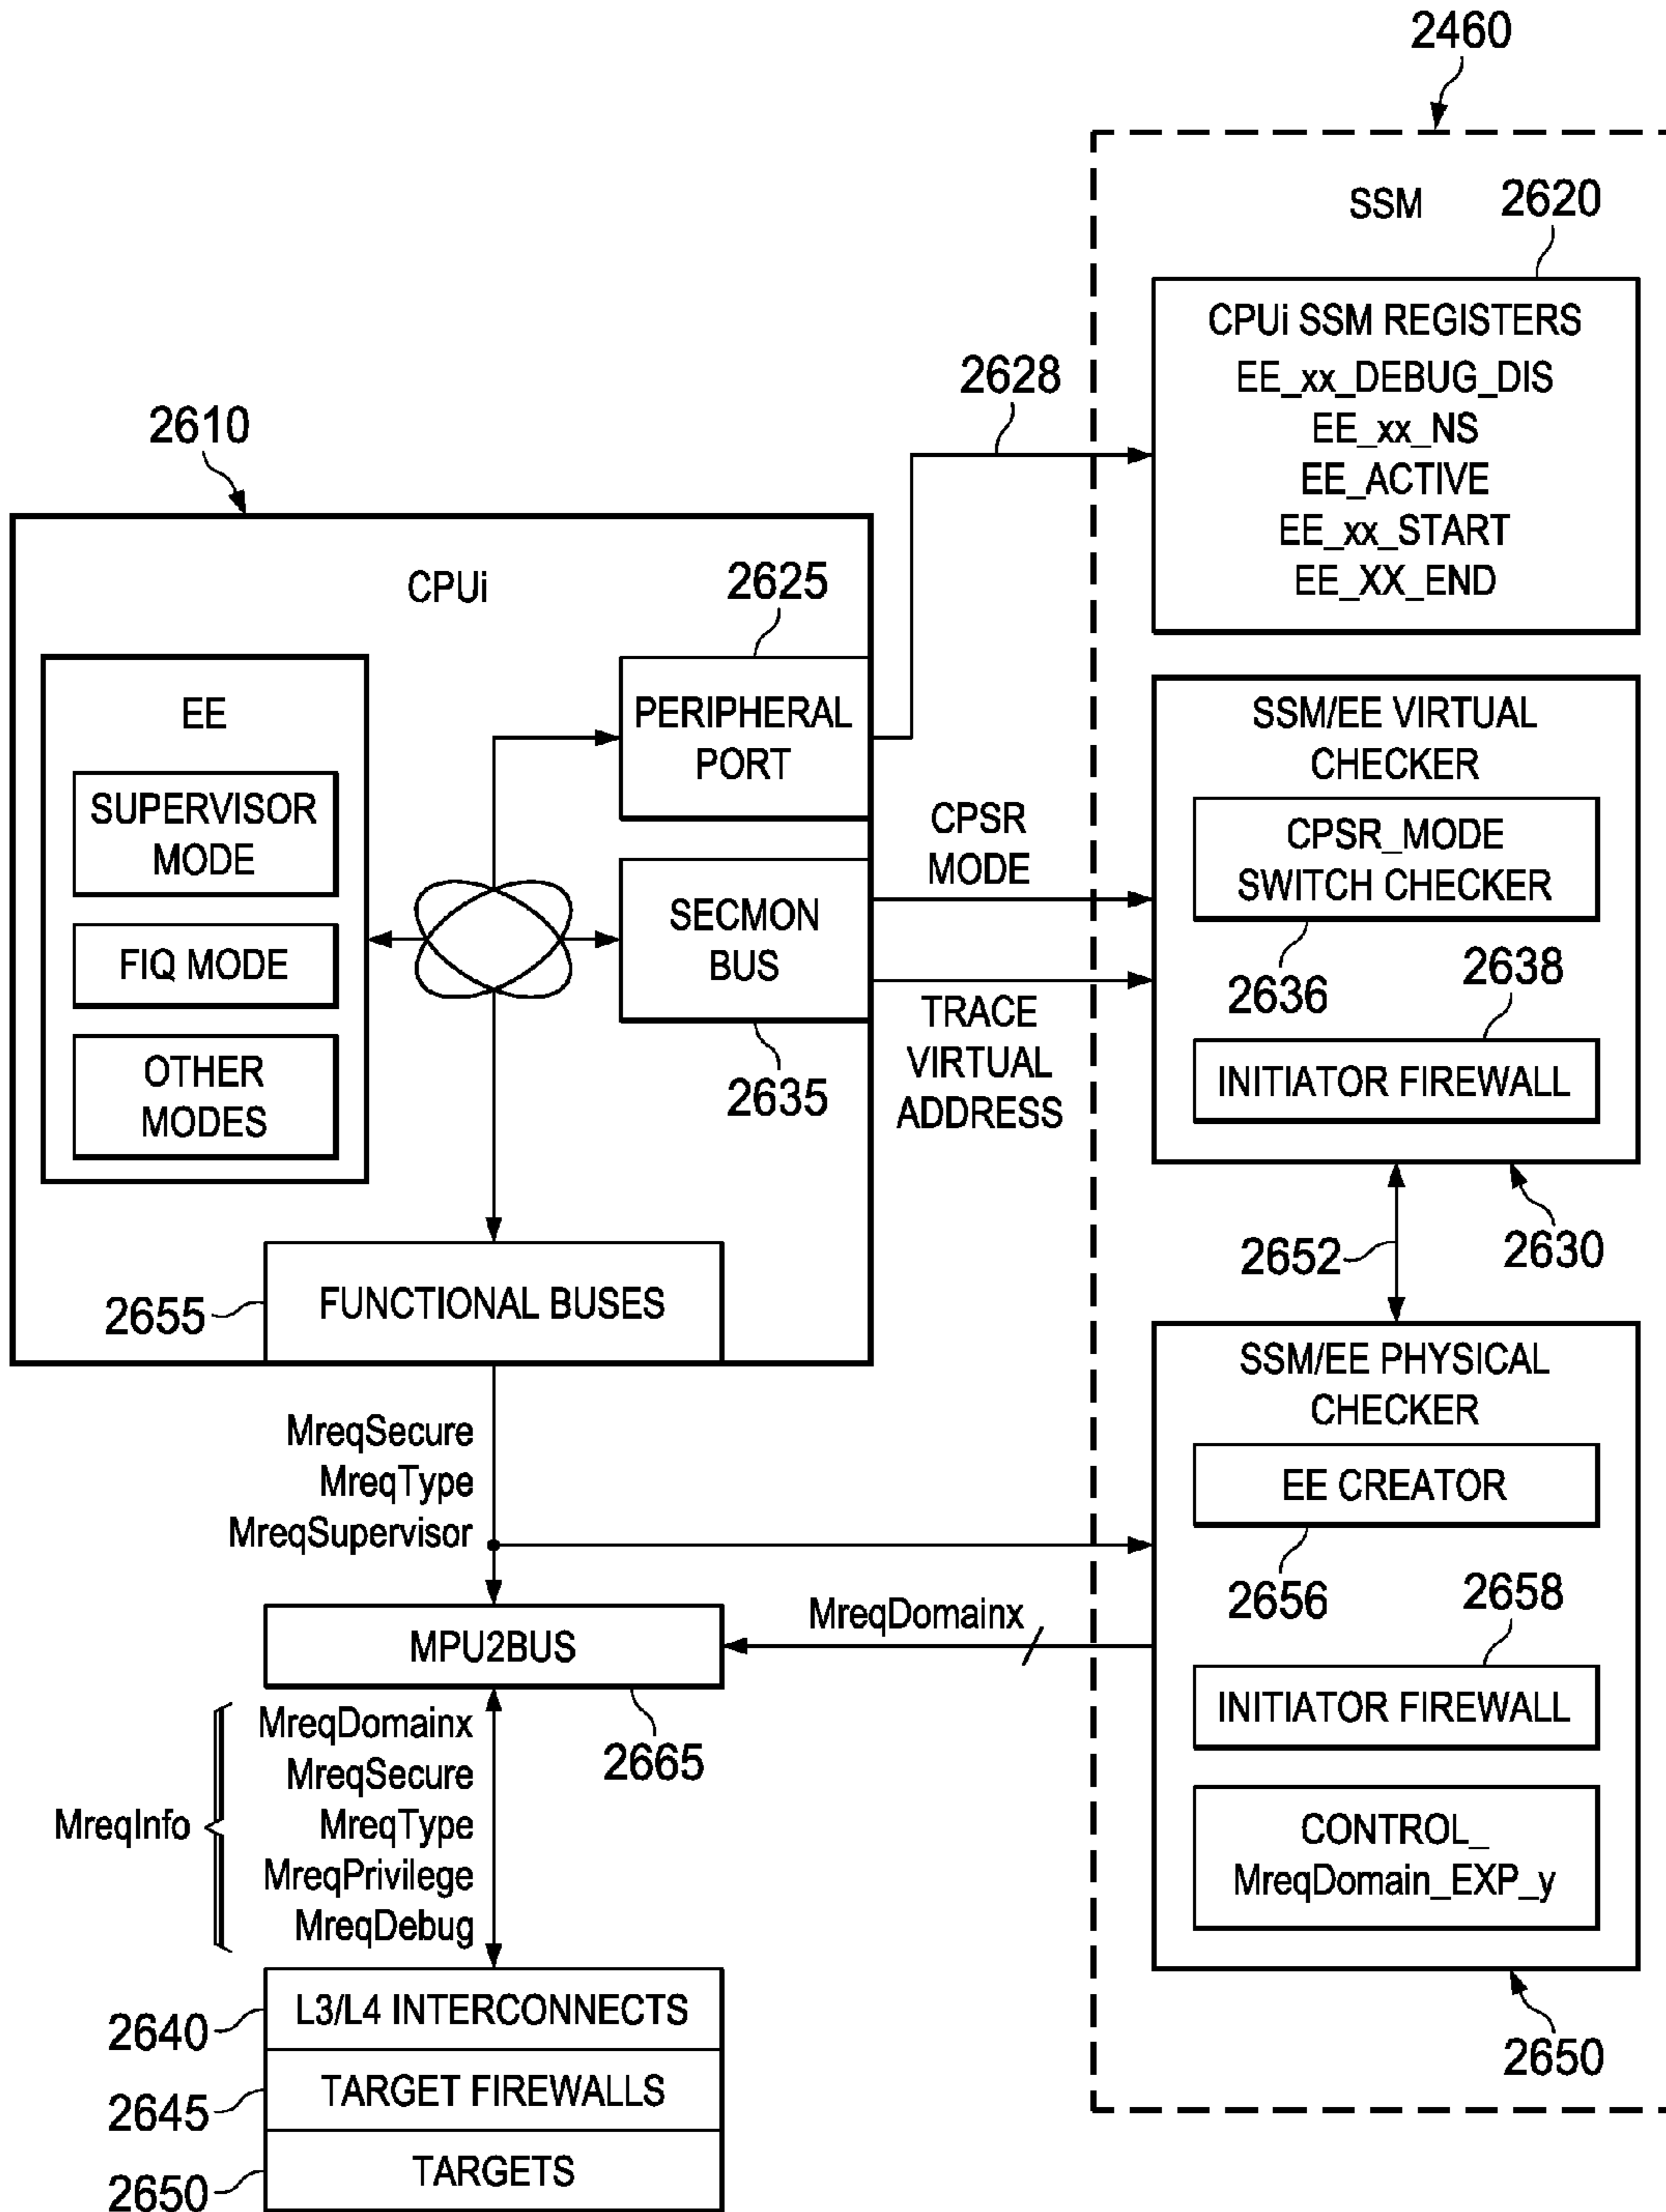 2460
SSM
2620
CPUi SSM REGISTERS
EE_xx_DEBUG_DIS
EE_xx_NS
EE_ACTIVE
EE_xx_START
EE_XX_END
2628
2610
CPUi
2625
EE
SUPERVISOR
MODE
FIQ MODE
OTHER
MODES
PERIPHERAL
PORT
SECMON
BUS
2635
CPSR
MODE
TRACE
VIRTUAL
ADDRESS
SSM/EE VIRTUAL
CHECKER
CPSR_MODE
SWITCH CHECKER
2636
2638
INITIATOR FIREWALL
2652
2630
2655
FUNCTIONAL BUSES
MreqSecure
MreqType
MreqSupervisor
SSM/EE PHYSICAL
CHECKER
EE CREATOR
2656
2658
INITIATOR FIREWALL
CONTROL_
MreqDomain_EXP_y
2650
MreqDomainx
MPU2BUS
2665
MreqInfo
MreqDomainx
MreqSecure
MreqType
MreqPrivilege
MreqDebug
2640
L3/L4 INTERCONNECTS
2645
TARGET FIREWALLS
2650
TARGETS